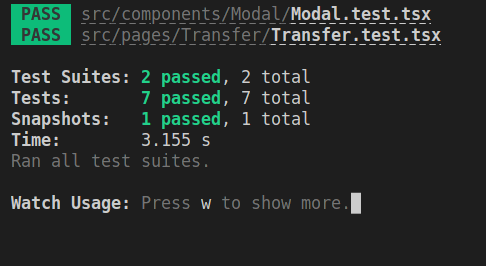 PASS src/components/Modal/Modal.test.tsx
PASS src/pages/Transfer/Transfer.test.tsx
Test Suites: 2 passed, 2 total
Tests: 7 passed, 7 total
Snapshots: 1 passed, 1 total
Time: 3.155 s
Ran all test suites.
Watch Usage: Press w to show more.